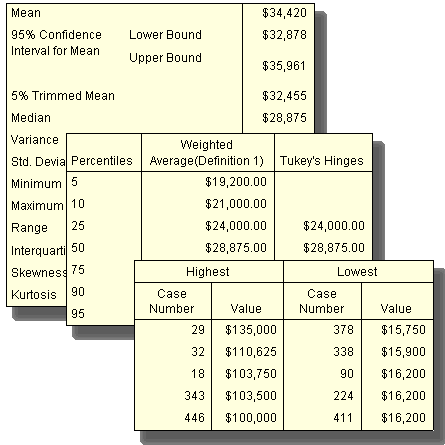 Mean $34,420
95% Confidence Lower Bound $32,878
Interval for Mean
Upper Bound
$35,961
5% Trimmed Mean $32,455
Median $28,875
Variance
Std. Devia
Minimum
Maximum
Range
Interquarti
Skewness
Kurtosis
Weighted
Percentiles Average(Definition 1) Tukey's Hinges
5 $19,200.00
10 $21,000.00
25 $24,000.00 $24,000.00
50 $28,875.00 $28,875.00
75
90
95
Highest Lowest
Case Case
Number Value Number Value
29 $135,000 378 $15,750
32 $110,625 338 $15,900
18 $103,750 90 $16,200
343 $103,500 224 $16,200
446 $100,000 411 $16,200